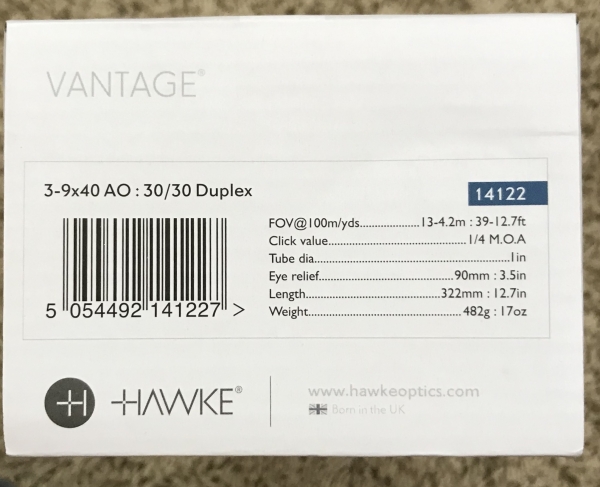 VANTAGE®
3-9x40 AO : 30/30 Duplex
14122
FOV@100m/yds....................13-4.2m : 39-12.7ft
Click value................................................1/4 M.O.A
Tube dia............................................................1in
Eye relief..............................................90mm : 3.5in
Length..............................................322mm : 12.7in
Weight....................................................482g : 17oz
5 054492 141227 >
HAWKE®
www.hawkeoptics.com
Born in the UK